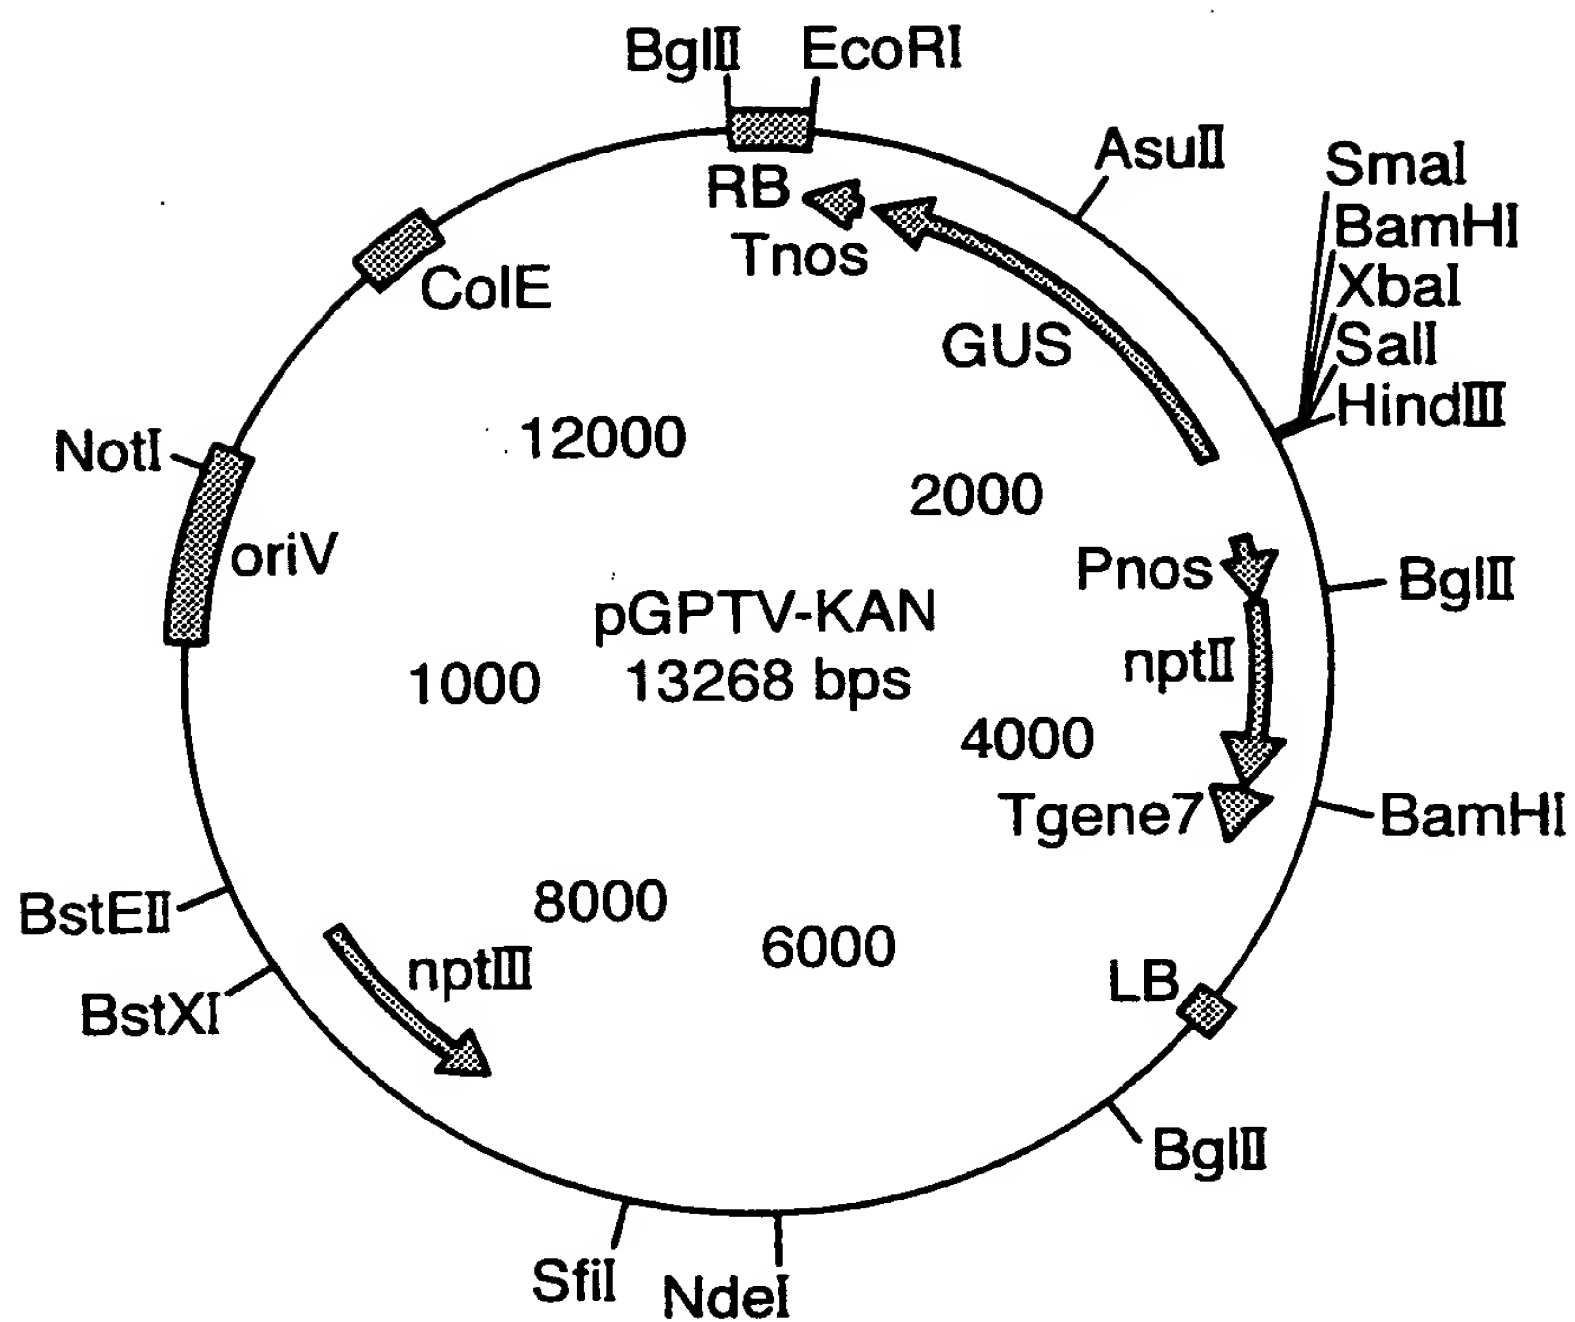 BglII EcoRI
AsuII
SmaI
BamHI
XbaI
SalI
HindIII
RB
Tnos
ColE
GUS
NotI
12000
2000
oriV
Pnos
BglII
pGPTV-KAN
nptII
1000
13268 bps
4000
Tgene7
BamHI
BstEII
8000
6000
nptIII
LB
BstXI
BglII
SfiI
NdeI